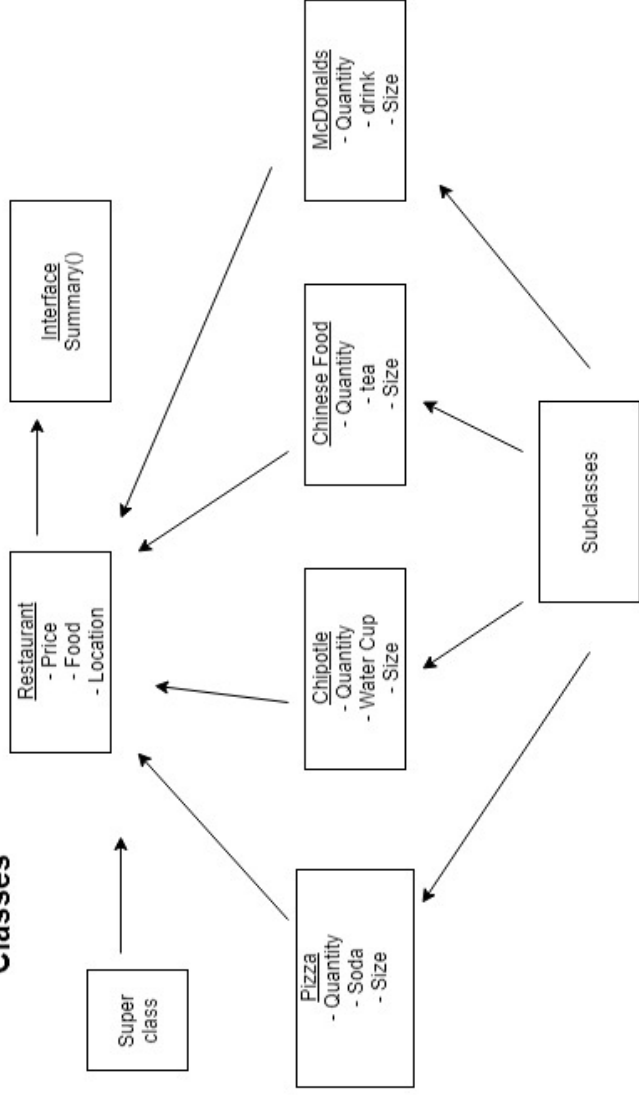 Classes
Super
class
Restaurant
- Price
- Food
- Location
Interface
Summary()
Pizza
- Quantity
- Soda
- Size
Chipotle
- Quantity
- Water Cup
- Size
Chinese Food
- Quantity
- tea
- Size
McDonalds
- Quantity
- drink
- Size
Subclasses